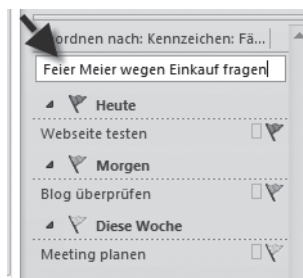 ordnen nach: Kennzeichen: Fä...
Feier Meier wegen Einkauf fragen
Heute
Webseite testen
Morgen
Blog überprüfen
Diese Woche
Meeting planen